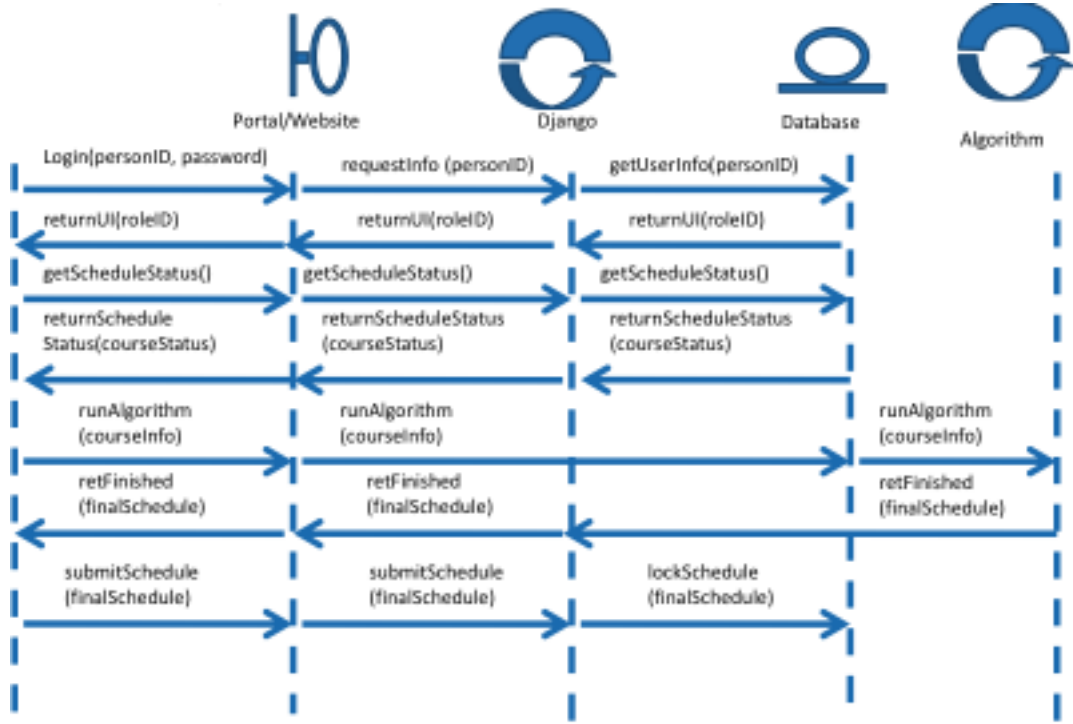 Portal/Website
Django
Database
Algorithm
Login(personID, password)
requestInfo (personID)
getUserInfo(personID)
returnUI(roleID)
returnUI(roleID)
returnUI(roleID)
getScheduleStatus()
getScheduleStatus()
getScheduleStatus()
returnSchedule
Status(courseStatus)
returnScheduleStatus
(courseStatus)
returnScheduleStatus
(courseStatus)
runAlgorithm
(courseInfo)
runAlgorithm
(courseInfo)
runAlgorithm
(courseInfo)
retFinished
(finalSchedule)
retFinished
(finalSchedule)
retFinished
(finalSchedule)
submitSchedule
(finalSchedule)
submitSchedule
(finalSchedule)
lockSchedule
(finalSchedule)